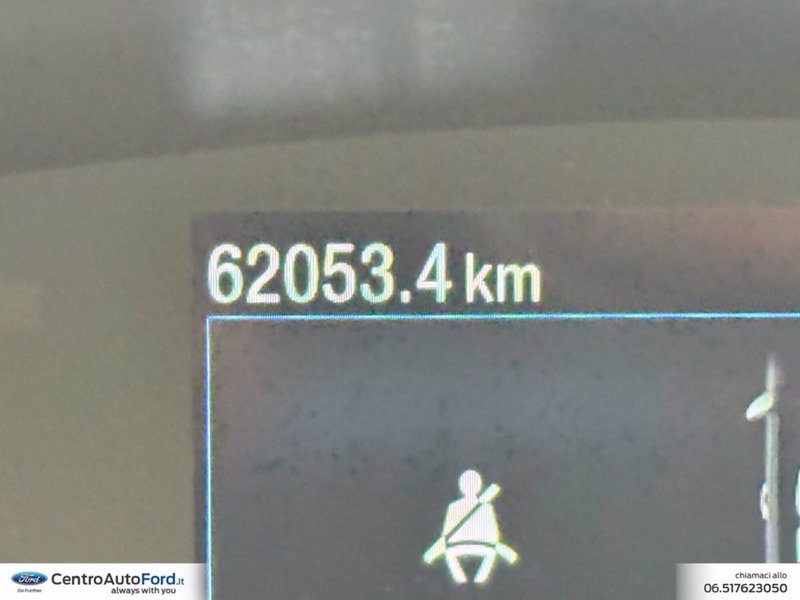 62053.4 km
Ford
Go Further
CentroAutoFord.it
always with you
chiamaci allo
06.517623050